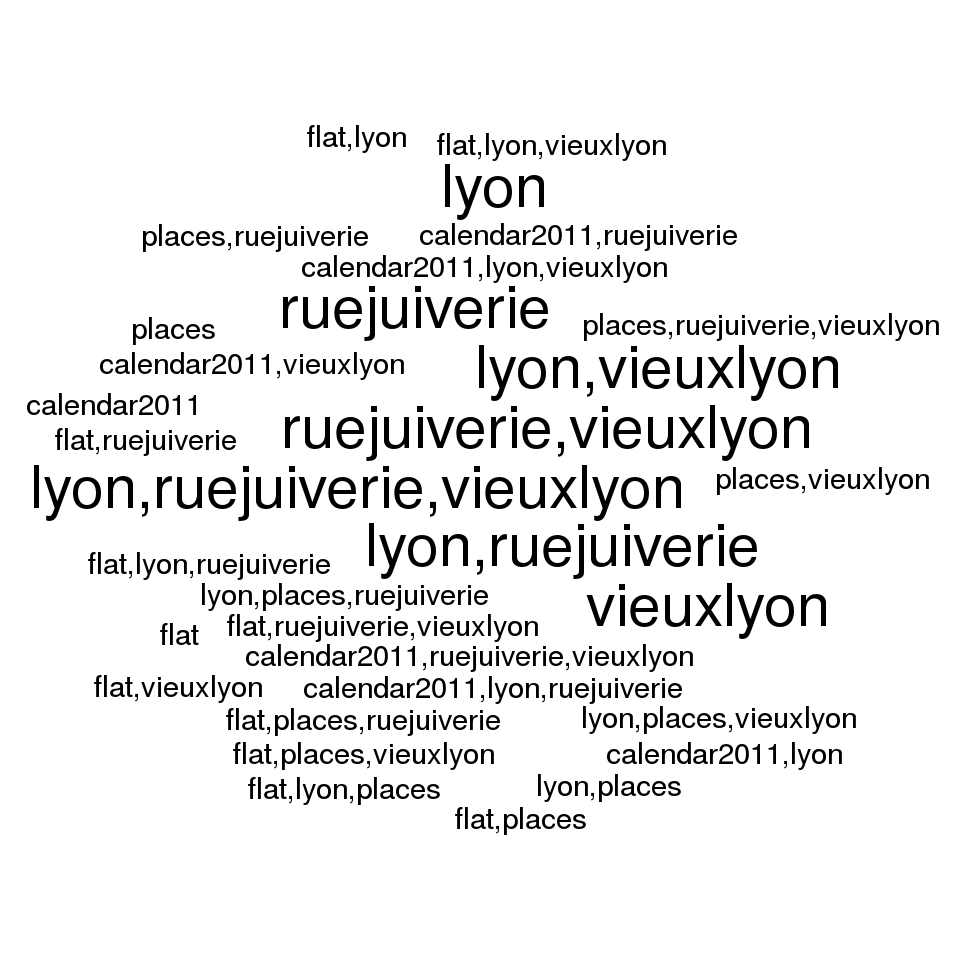 flat,lyon
flat,lyon,vieuxlyon
lyon
places,ruejuiverie
calendar2011,ruejuiverie
calendar2011,lyon,vieuxlyon
ruejuiverie
places
places,ruejuiverie,vieuxlyon
calendar2011,vieuxlyon
lyon,vieuxlyon
calendar2011
flat,ruejuiverie
ruejuiverie,vieuxlyon
lyon,ruejuiverie,vieuxlyon
places,vieuxlyon
flat,lyon,ruejuiverie
lyon,ruejuiverie
lyon,places,ruejuiverie
vieuxlyon
flat
flat,ruejuiverie,vieuxlyon
calendar2011,ruejuiverie,vieuxlyon
flat,vieuxlyon
calendar2011,lyon,ruejuiverie
flat,places,ruejuiverie
lyon,places,vieuxlyon
flat,places,vieuxlyon
calendar2011,lyon
flat,lyon,places
lyon,places
flat,places